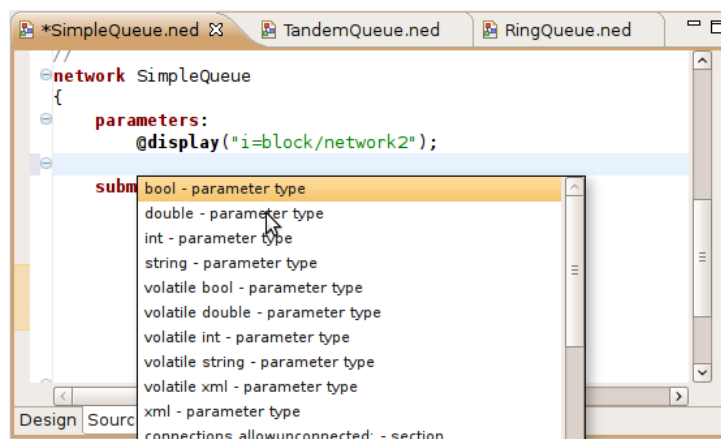 *SimpleQueue.ned TandemQueue.ned RingQueue.ned
//
network SimpleQueue
{
parameters:
@display("i=block/network2");
subm
bool - parameter type
double - parameter type
int - parameter type
string - parameter type
volatile bool - parameter type
volatile double - parameter type
volatile int - parameter type
volatile string - parameter type
volatile xml - parameter type
xml - parameter type
connections allowunconnected: - section
Design Sourc